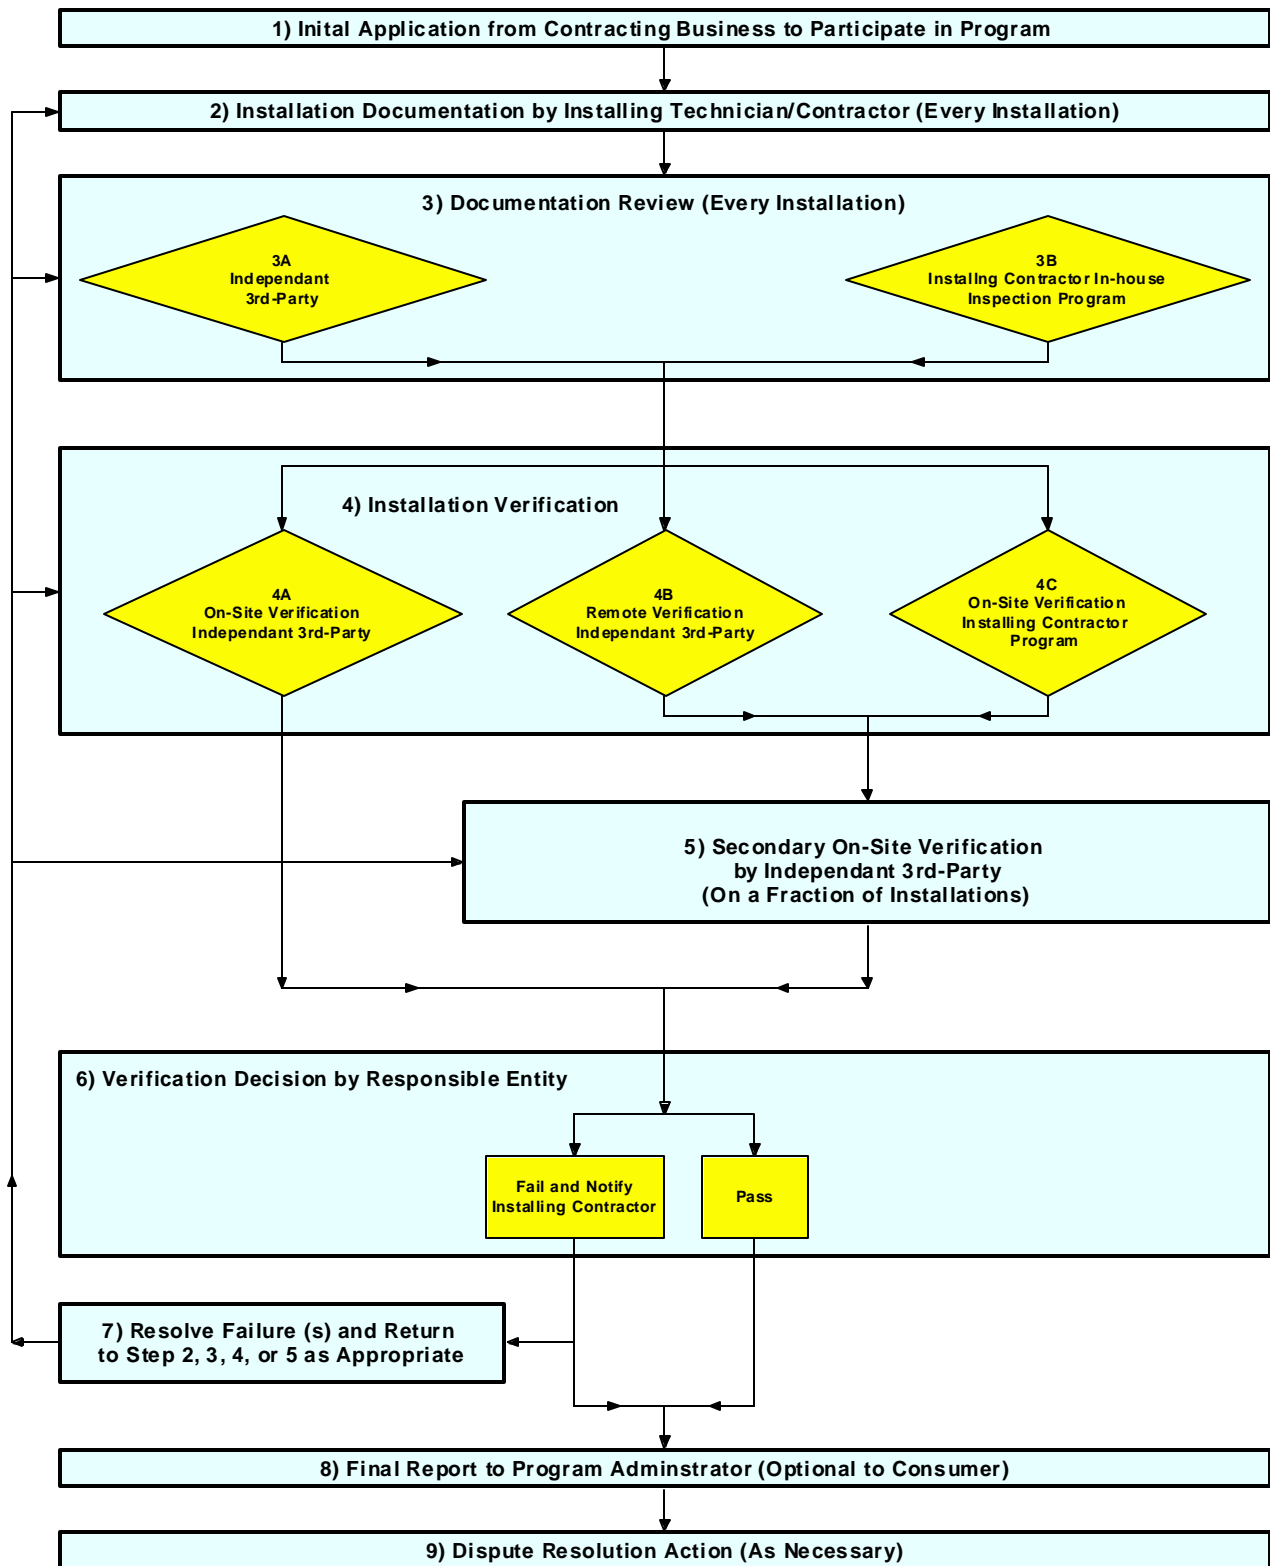 1) Inital Application from Contracting Business to Participate in Program
2) Installation Documentation by Installing Technician/Contractor (Every Installation)
3) Documentation Review (Every Installation)
3A
Independant
3rd-Party
3B
Installng Contractor In-house
Inspection Program
4) Installation Verification
4A
On-Site Verification
Independant 3rd-Party
4B
Remote Verification
Independant 3rd-Party
4C
On-Site Verification
Installing Contractor
Program
5) Secondary On-Site Verification
by Independant 3rd-Party
(On a Fraction of Installations)
6) Verification Decision by Responsible Entity
Fail and Notify
Installing Contractor
Pass
7) Resolve Failure (s) and Return
to Step 2, 3, 4, or 5 as Appropriate
8) Final Report to Program Adminstrator (Optional to Consumer)
9) Dispute Resolution Action (As Necessary)